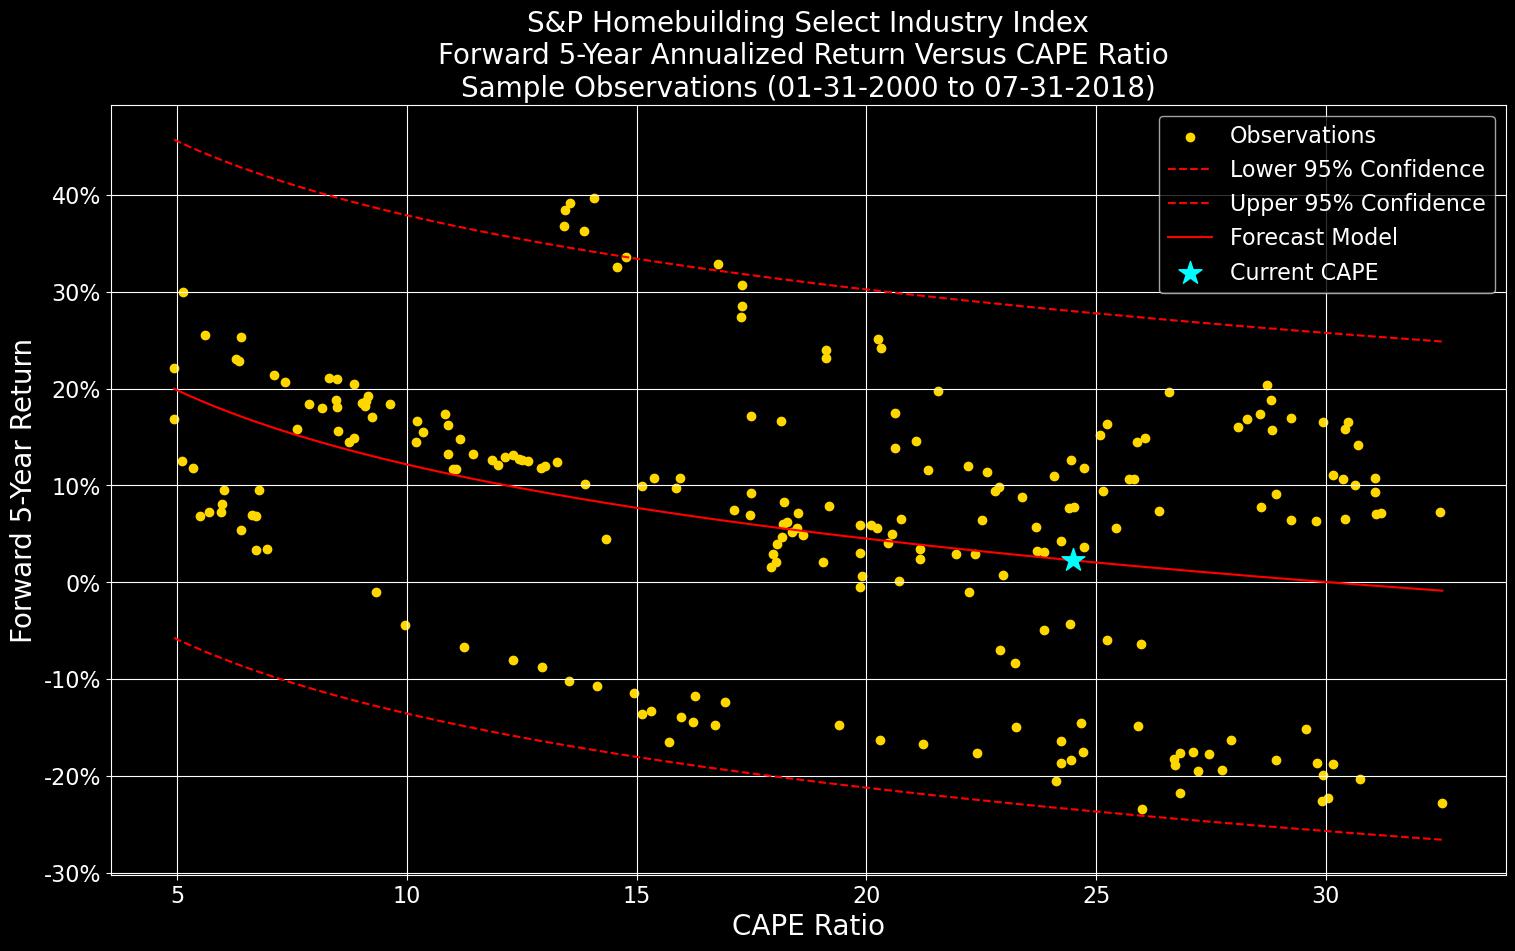 S&P Homebuilding Select Industry Index
Forward 5-Year Annualized Return Versus CAPE Ratio
Sample Observations (01-31-2000 to 07-31-2018)
Observations
Lower 95% Confidence
Upper 95% Confidence
Forecast Model
Current CAPE
Forward 5-Year Return
40%
30%
20%
10%
0%
-10%
-20%
-30%
5 10 15 20 25 30
CAPE Ratio